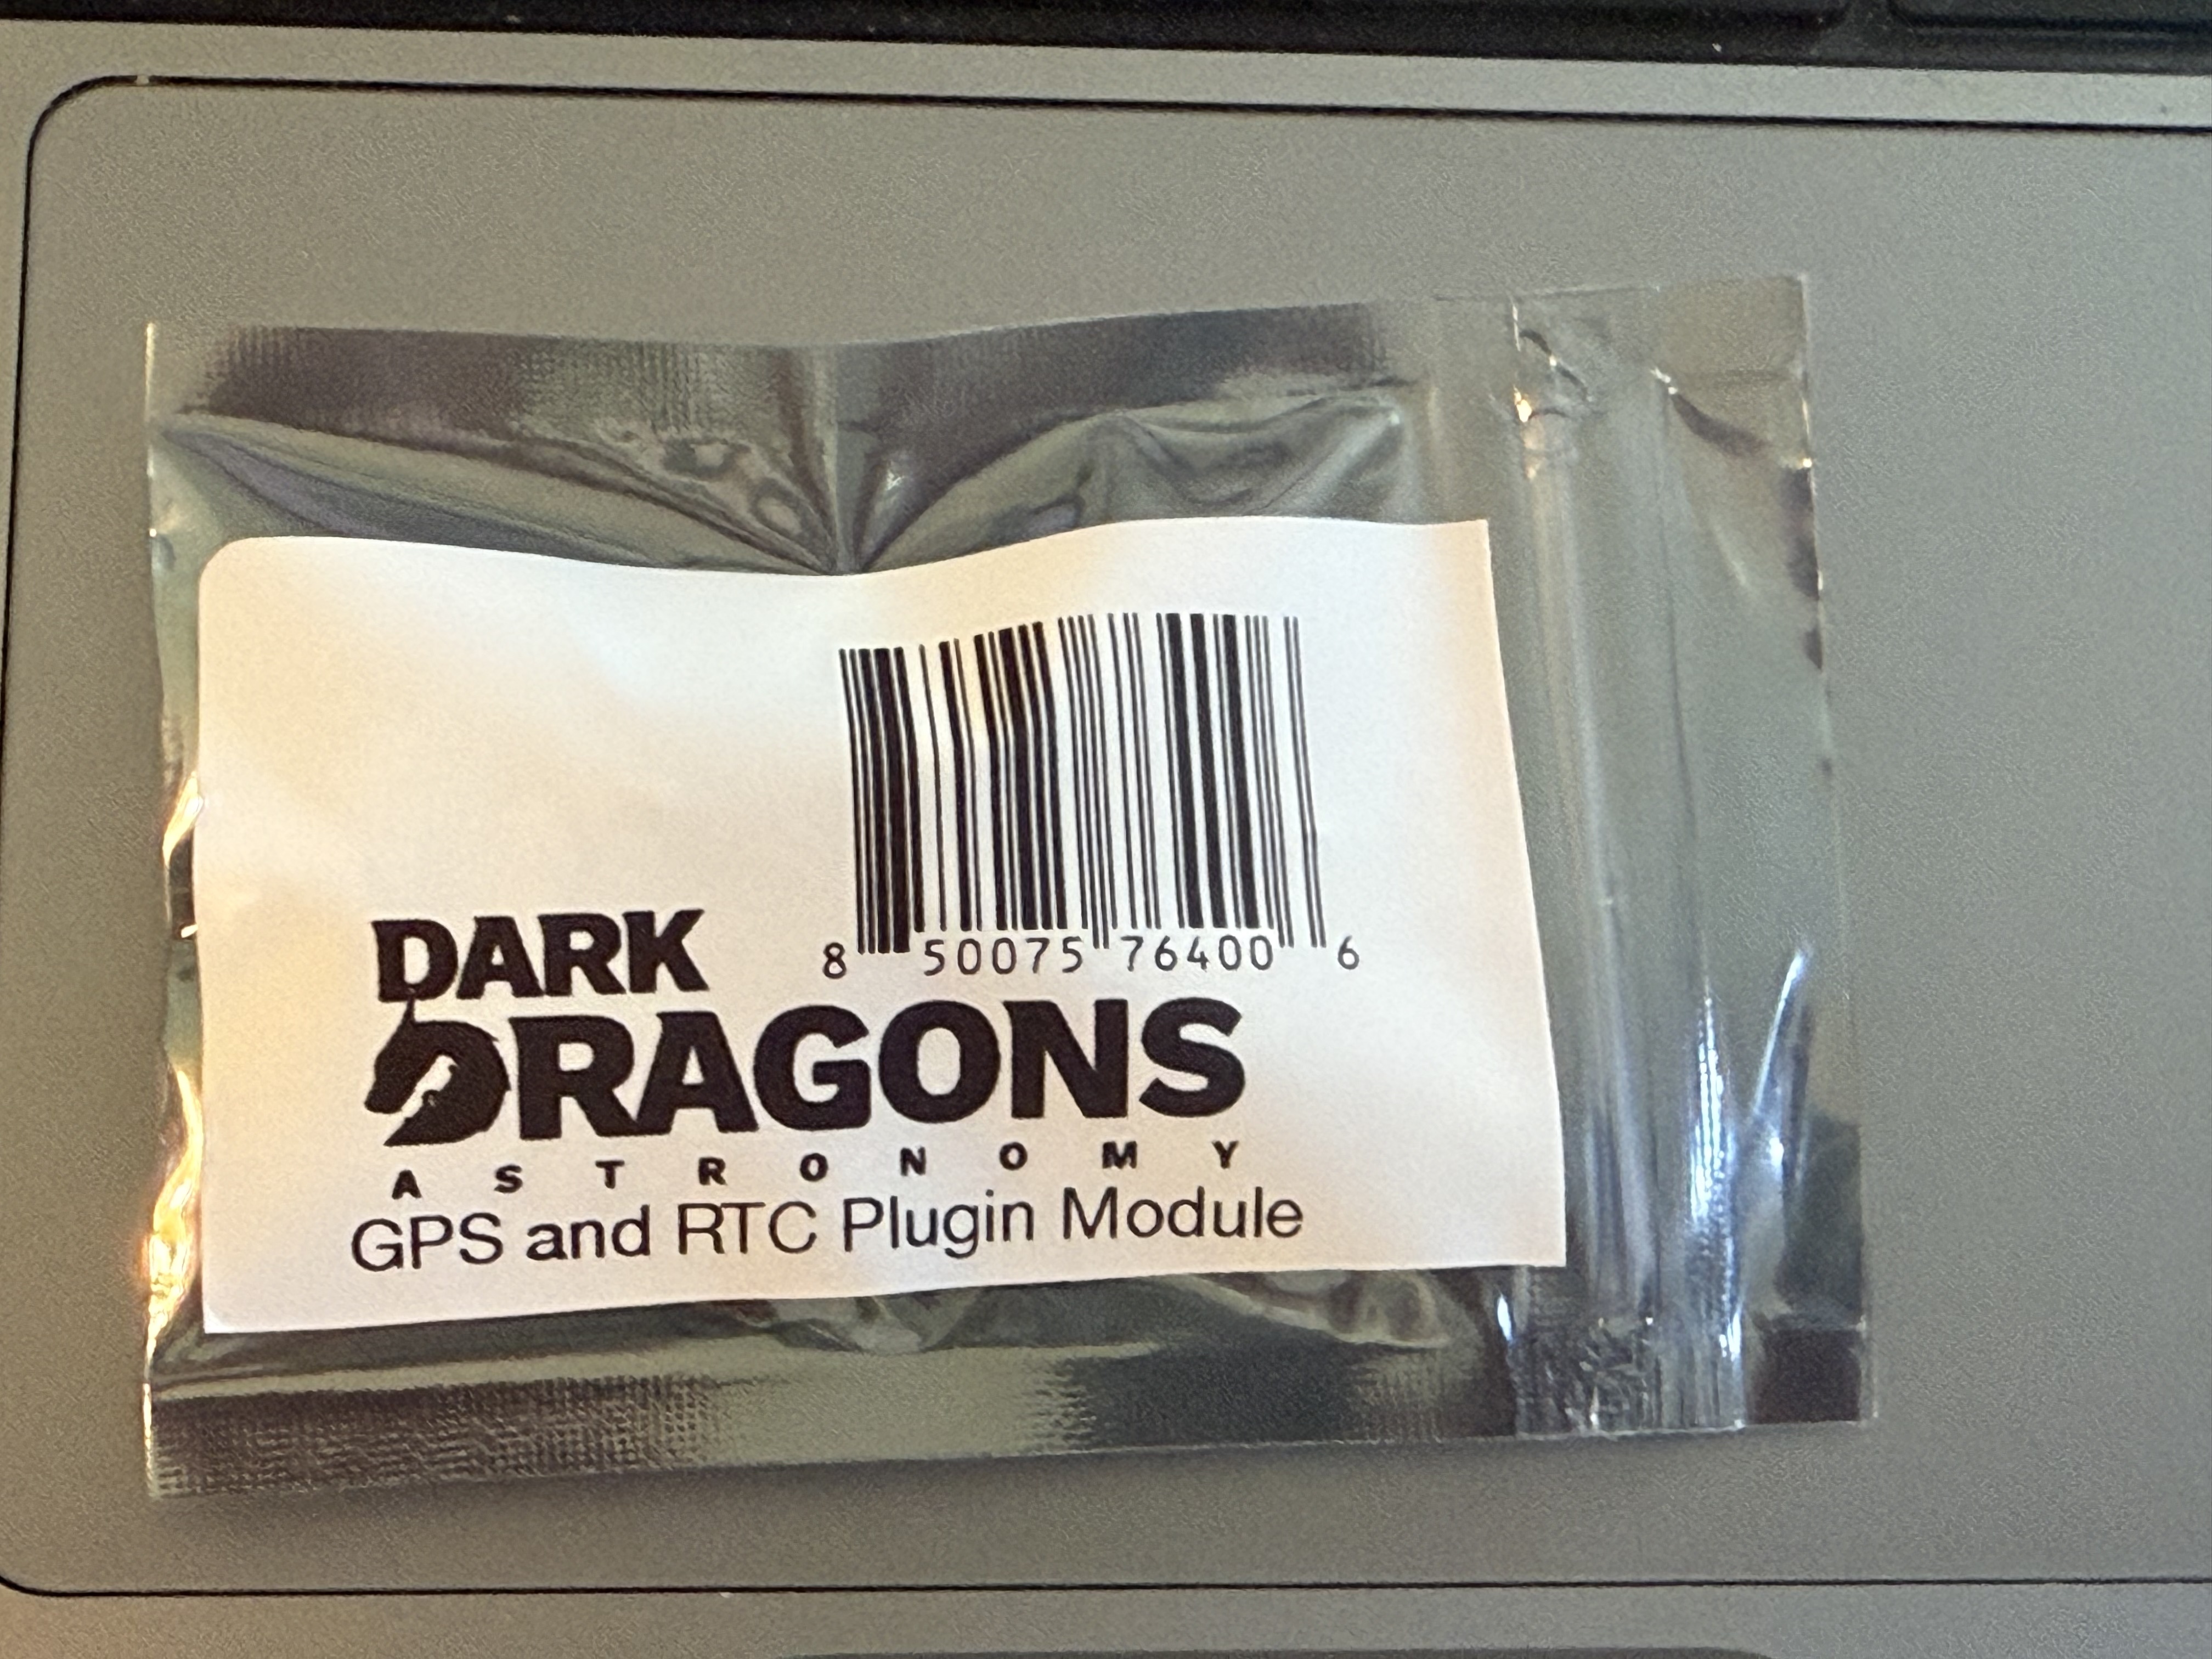 8 50075 76400 6
DARK
DRAGONS
ASTRONOMY
GPS and RTC Plugin Module